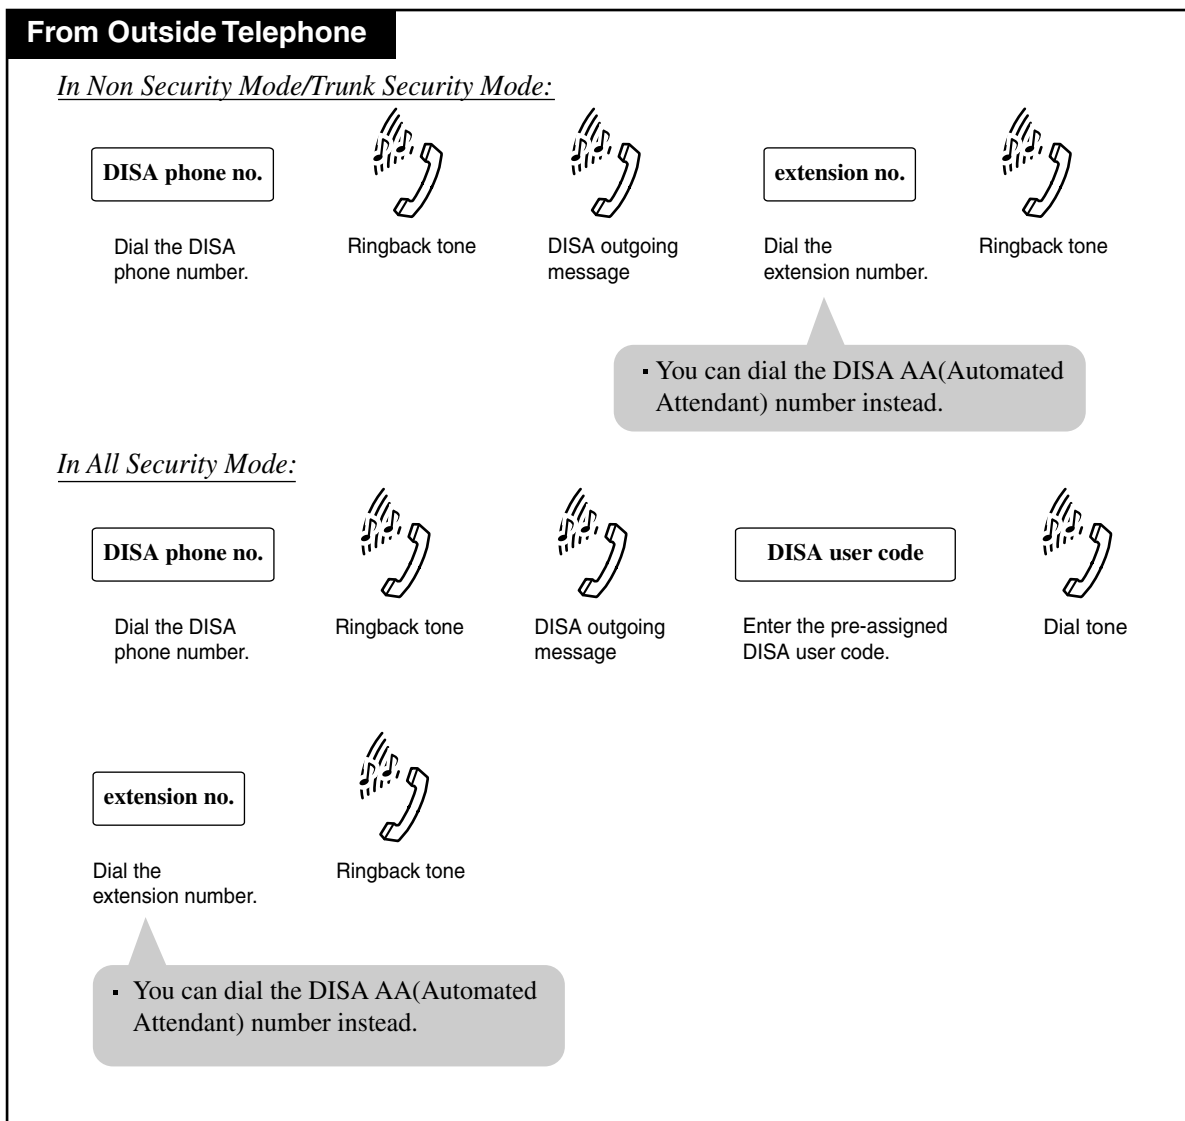 From Outside Telephone
In Non Security Mode/Trunk Security Mode:
DISA phone no.
Dial the DISA
phone number.
Ringback tone
DISA outgoing
message
extension no.
Dial the
extension number.
Ringback tone
▪ You can dial the DISA AA(Automated
Attendant) number instead.
In All Security Mode:
DISA phone no.
Dial the DISA
phone number.
Ringback tone
DISA outgoing
message
DISA user code
Enter the pre-assigned
DISA user code.
Dial tone
extension no.
Dial the
extension number.
Ringback tone
▪ You can dial the DISA AA(Automated
Attendant) number instead.